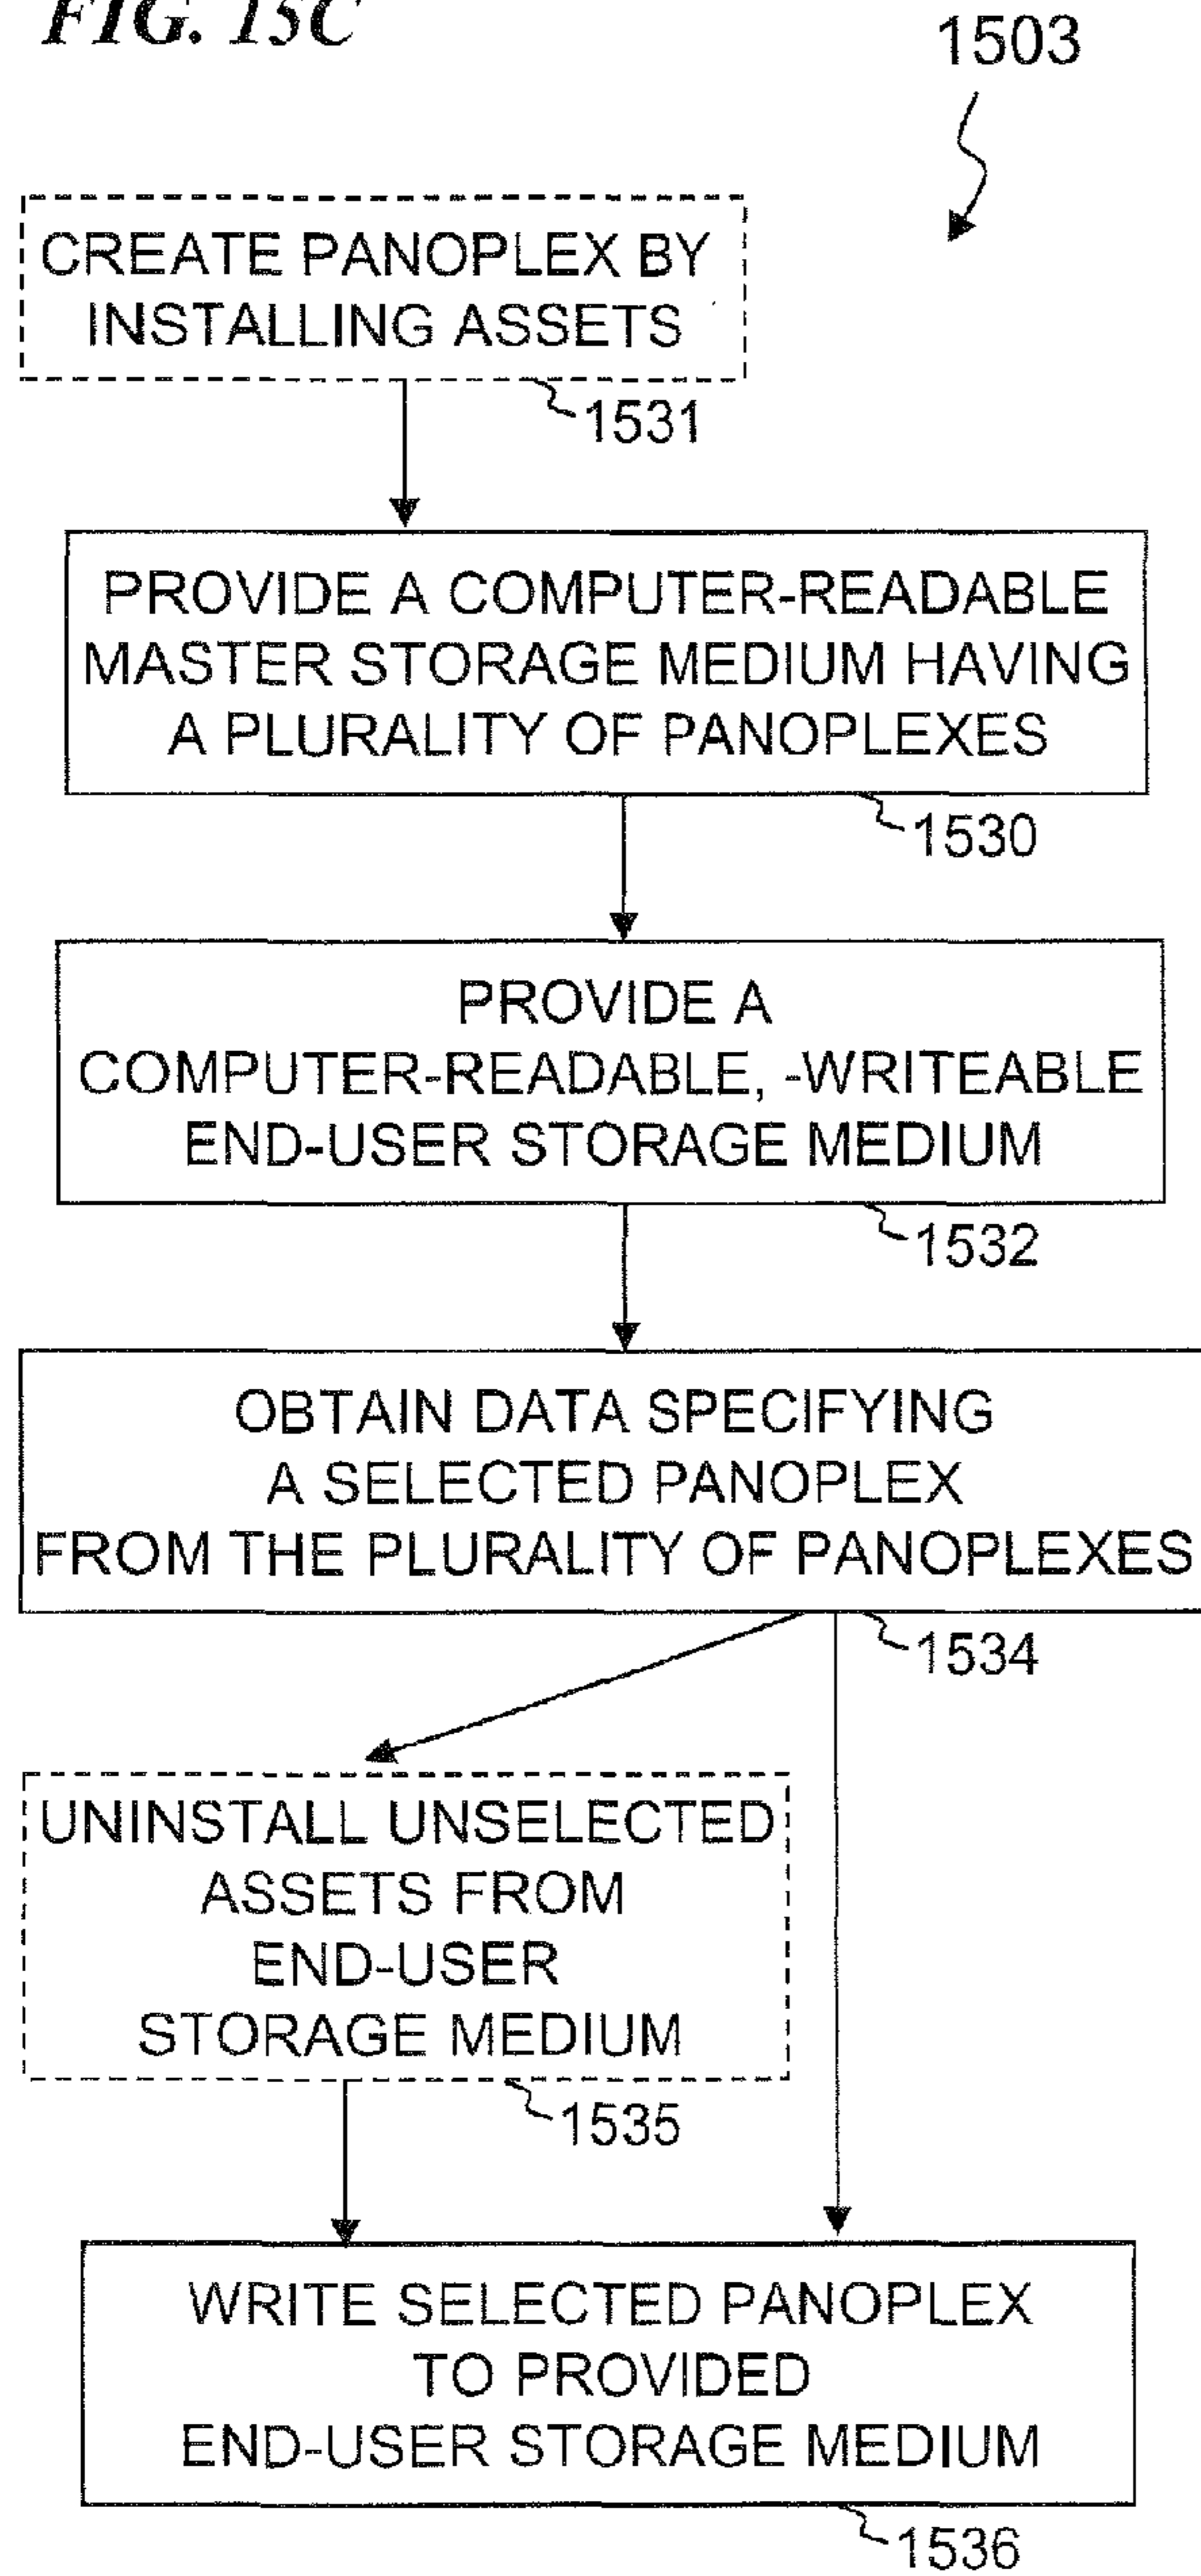 FIG. 15C
1503
CREATE PANOPLEX BY
INSTALLING ASSETS
1531
PROVIDE A COMPUTER-READABLE
MASTER STORAGE MEDIUM HAVING
A PLURALITY OF PANOPLEXES
1530
PROVIDE A
COMPUTER-READABLE, -WRITEABLE
END-USER STORAGE MEDIUM
1532
OBTAIN DATA SPECIFYING
A SELECTED PANOPLEX
FROM THE PLURALITY OF PANOPLEXES
1534
UNINSTALL UNSELECTED
ASSETS FROM
END-USER
STORAGE MEDIUM
1535
WRITE SELECTED PANOPLEX
TO PROVIDED
END-USER STORAGE MEDIUM
1536